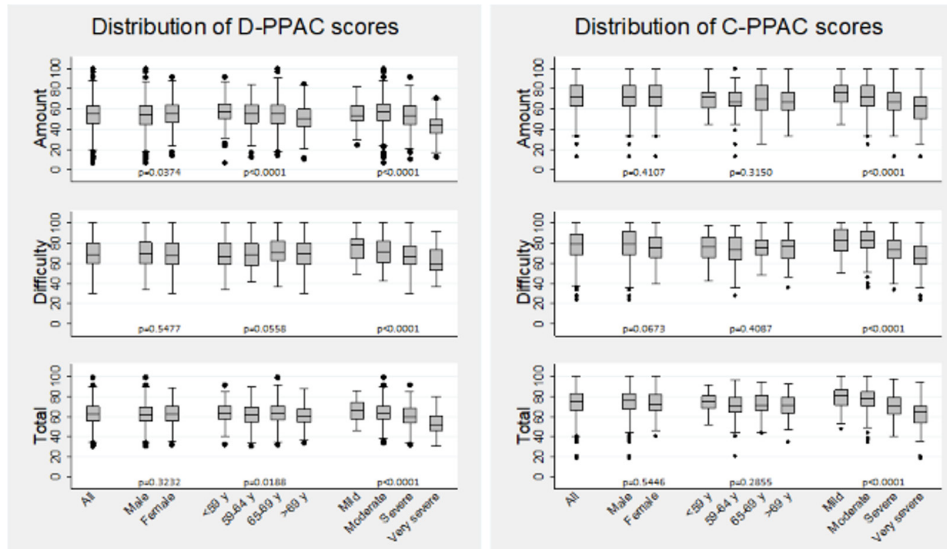 Distribution of D-PPAC scores
Amount
0 20 40 60 80 100
p=0.0374 p<0.0001 p<0.0001
Difficulty
0 20 40 60 80 100
p=0.5477 p=0.0558 p<0.0001
Total
0 20 40 60 80 100
p=0.3232 p=0.0188 p<0.0001
All Male Female <59 y 59-64 y 65-69 y >69 y Mild Moderate Severe Very severe
Distribution of C-PPAC scores
Amount
0 20 40 60 80 100
p=0.4107 p=0.3150 p<0.0001
Difficulty
0 20 40 60 80 100
p=0.0673 p=0.4087 p<0.0001
Total
0 20 40 60 80 100
p=0.5446 p=0.2855 p<0.0001
All Male Female <59 y 59-64 y 65-69 y >69 y Mild Moderate Severe Very severe